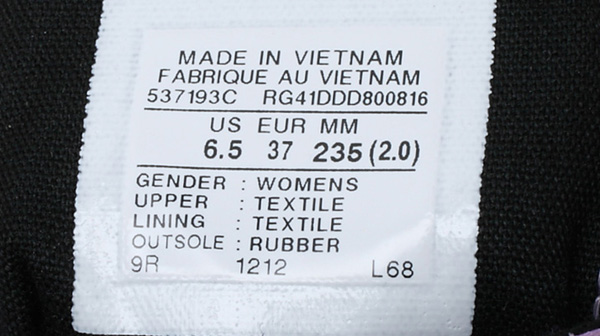 MADE IN VIETNAM
FABRIQUE AU VIETNAM
537193C RG41DDD800816
US EUR MM
6.5 37 235 (2.0)
GENDER : WOMENS
UPPER : TEXTILE
LINING : TEXTILE
OUTSOLE : RUBBER
9R 1212 L68